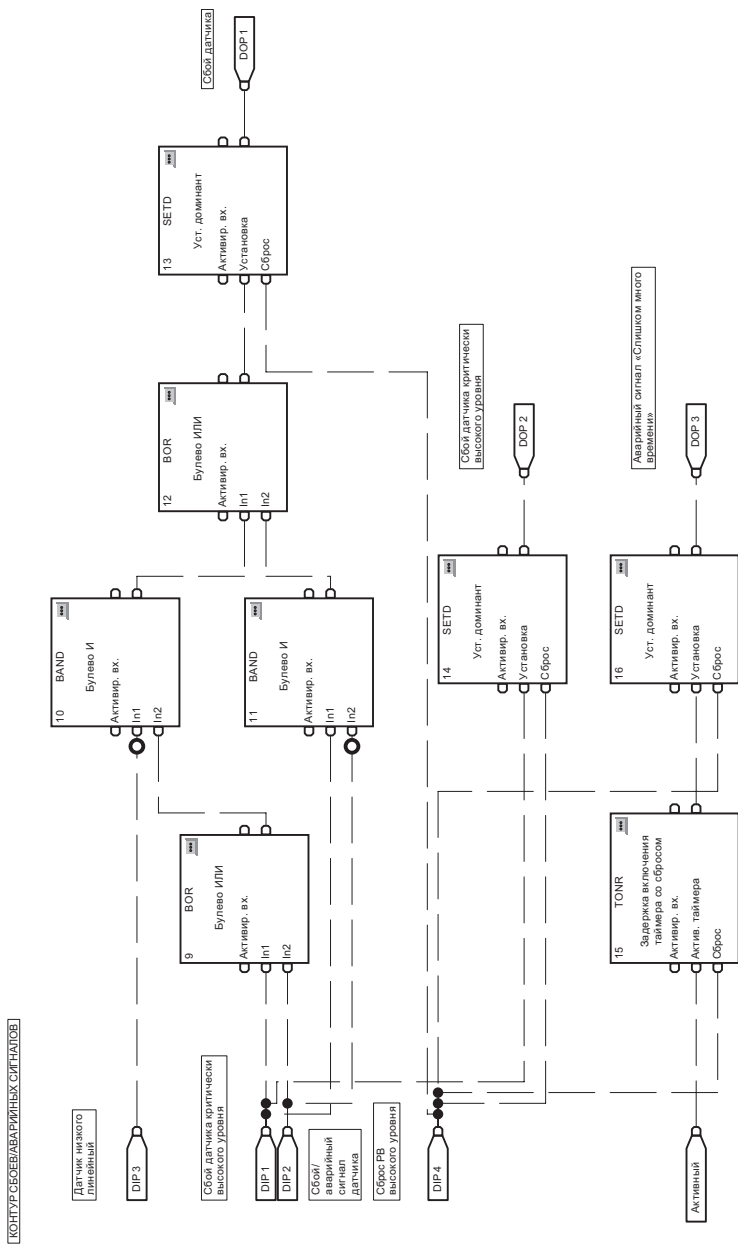 КОНТУР СБОЕВ/АВАРИЙНЫХ СИГНАЛОВ
Датчик низкого
линейный
DIP 3
Сбой датчика критически
высокого уровня
DIP 1
DIP 2
Сбой/
аварийный
сигнал
датчика
Сброс РВ
высокого уровня
DIP 4
Активный
9 BOR
Булево ИЛИ
Активир. вх.
In1
In2
10 BAND
Булево И
Активир. вх.
In1
In2
11 BAND
Булево И
Активир. вх.
In1
In2
12 BOR
Булево ИЛИ
Активир. вх.
In1
In2
13 SETD
Уст. доминант
Активир. вх.
Установка
Сброс
Сбой датчика
DOP 1
14 SETD
Уст. доминант
Активир. вх.
Установка
Сброс
Сбой датчика критически
высокого уровня
DOP 2
15 TONR
Задержка включения
таймера со сбросом
Активир. вх.
Актив. таймера
Сброс
16 SETD
Уст. доминант
Активир. вх.
Установка
Сброс
Аварийный сигнал «Слишком много
времени»
DOP 3